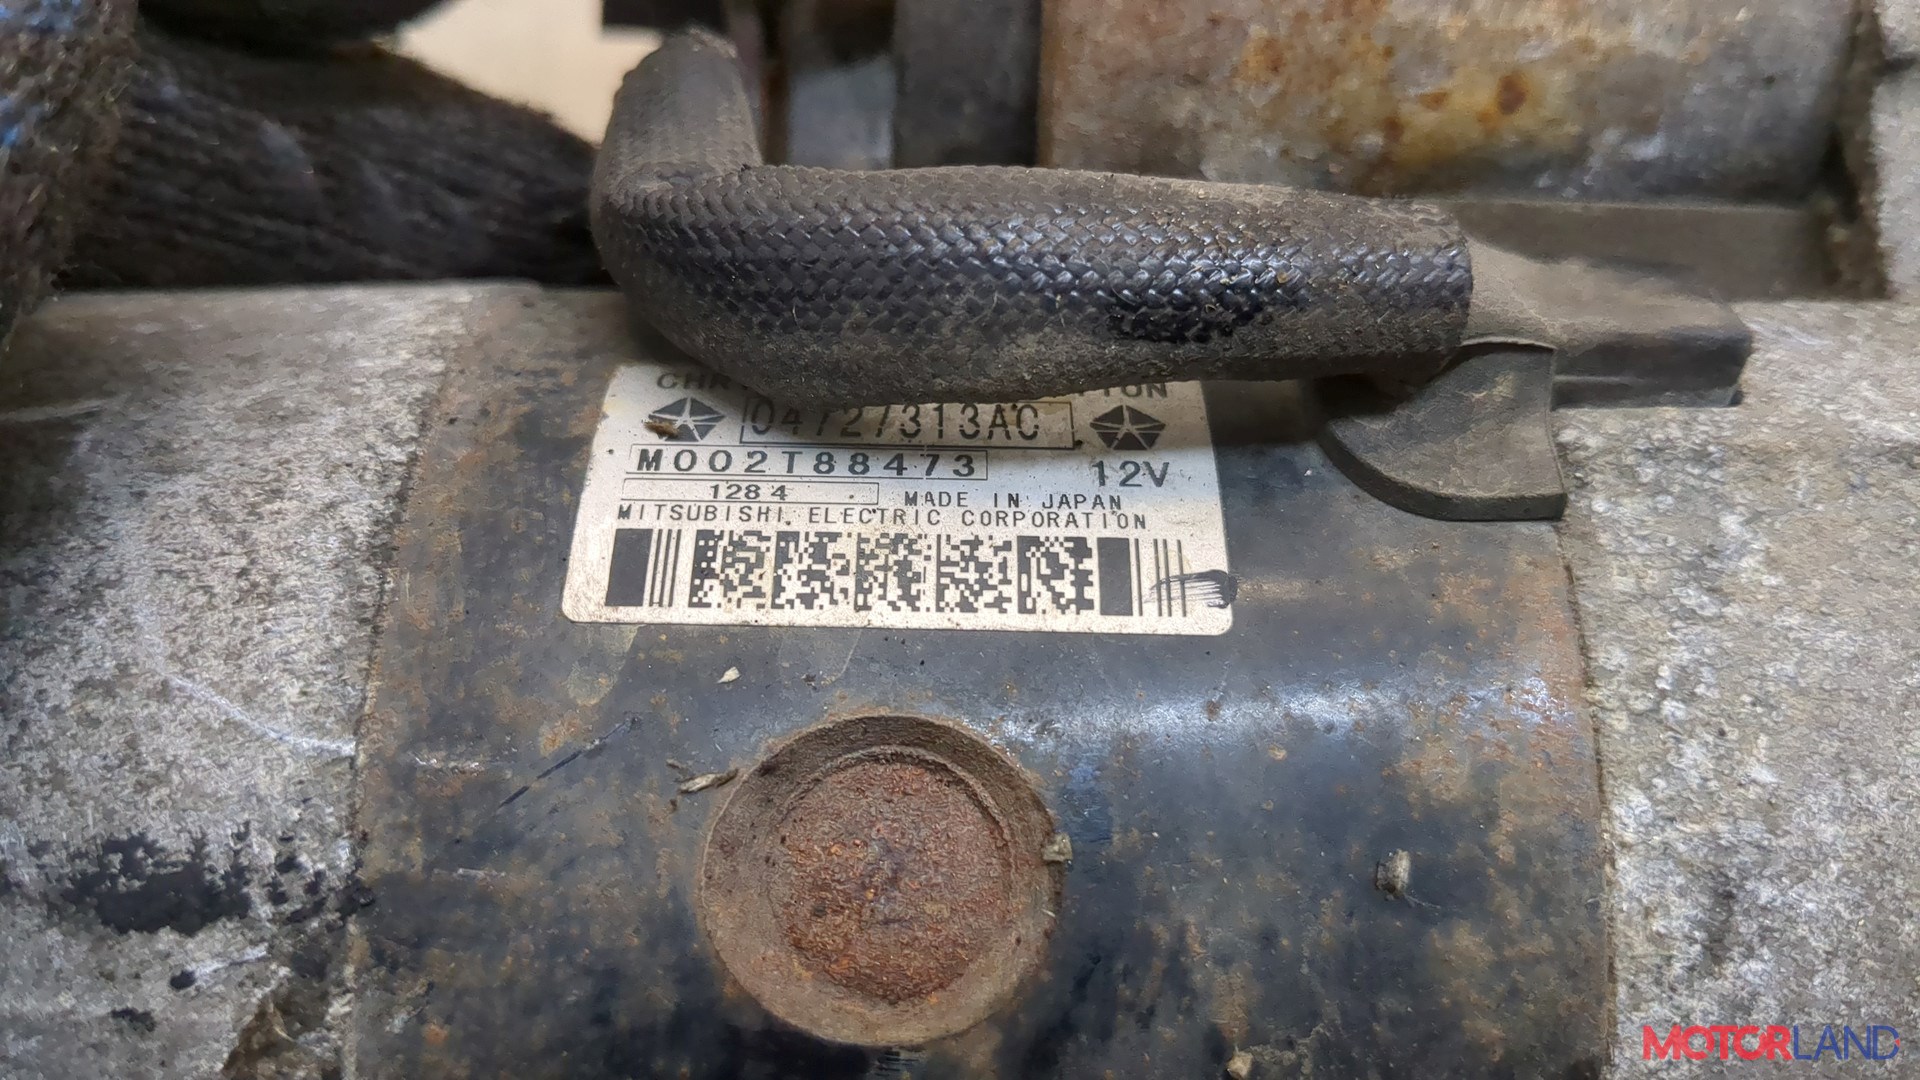 04727313AC
M002T88473 12V
1284 MADE IN JAPAN
MITSUBISHI ELECTRIC CORPORATION
MOTORLAND